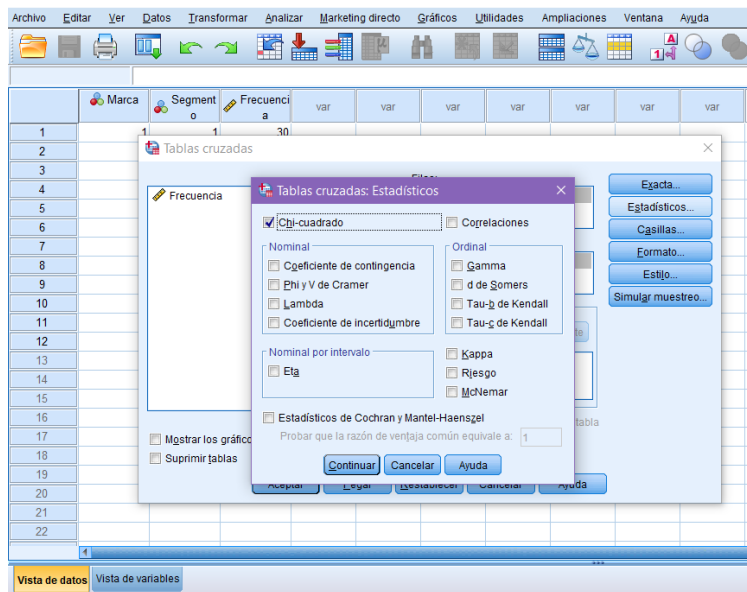 Archivo Editar Ver Datos Transformar Analizar Marketing directo Gráficos Utilidades Ampliaciones Ventana Ayuda
Marca Segmento Frecuencia var var var var var var var
1 1 1 30
2
3
4
5
6
7
8
9
10
11
12
13
14
15
16
17
18
19
20
21
22
Tablas cruzadas
Frecuencia
Exacta...
Estadísticos...
Casillas...
Formato...
Estilo...
Simular muestreo...
tabla
Mostrar los gráfico
Suprimir tablas
Aceptar Pegar Restablecer Cancelar Ayuda
Tablas cruzadas: Estadísticos
Chi-cuadrado Correlaciones
Nominal Ordinal
Coeficiente de contingencia Gamma
Phi y V de Cramer d de Somers
Lambda Tau-b de Kendall
Coeficiente de incertidumbre Tau-c de Kendall
Nominal por intervalo Kappa
Eta Riesgo
McNemar
Estadísticos de Cochran y Mantel-Haenszel
Probar que la razón de ventaja común equivale a: 1
Continuar Cancelar Ayuda
Vista de datos Vista de variables